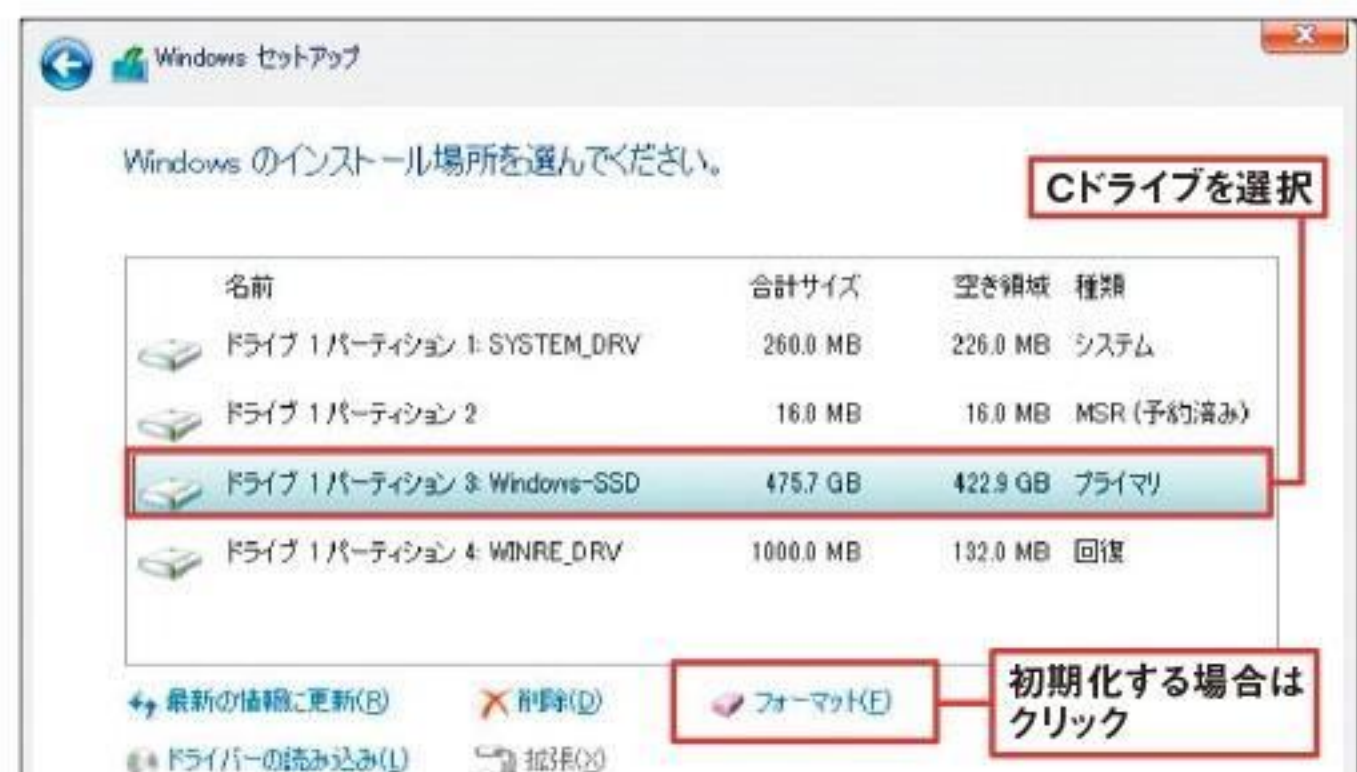 Windows セットアップ
Windows のインストール場所を選んでください。
Cドライブを選択
名前 合計サイズ 空き領域 種類
ドライブ 1 パーティション 1: SYSTEM_DRV 260.0 MB 226.0 MB システム
ドライブ 1 パーティション 2 16.0 MB 16.0 MB MSR (予約済み)
ドライブ 1 パーティション 3: Windows-SSD 475.7 GB 422.9 GB プライマリ
ドライブ 1 パーティション 4: WINRE_DRV 1000.0 MB 132.0 MB 回復
最新の情報に更新(R) 削除(D) フォーマット(F)
初期化する場合は
クリック
ドライバーの読み込み(L) 拡張(X)